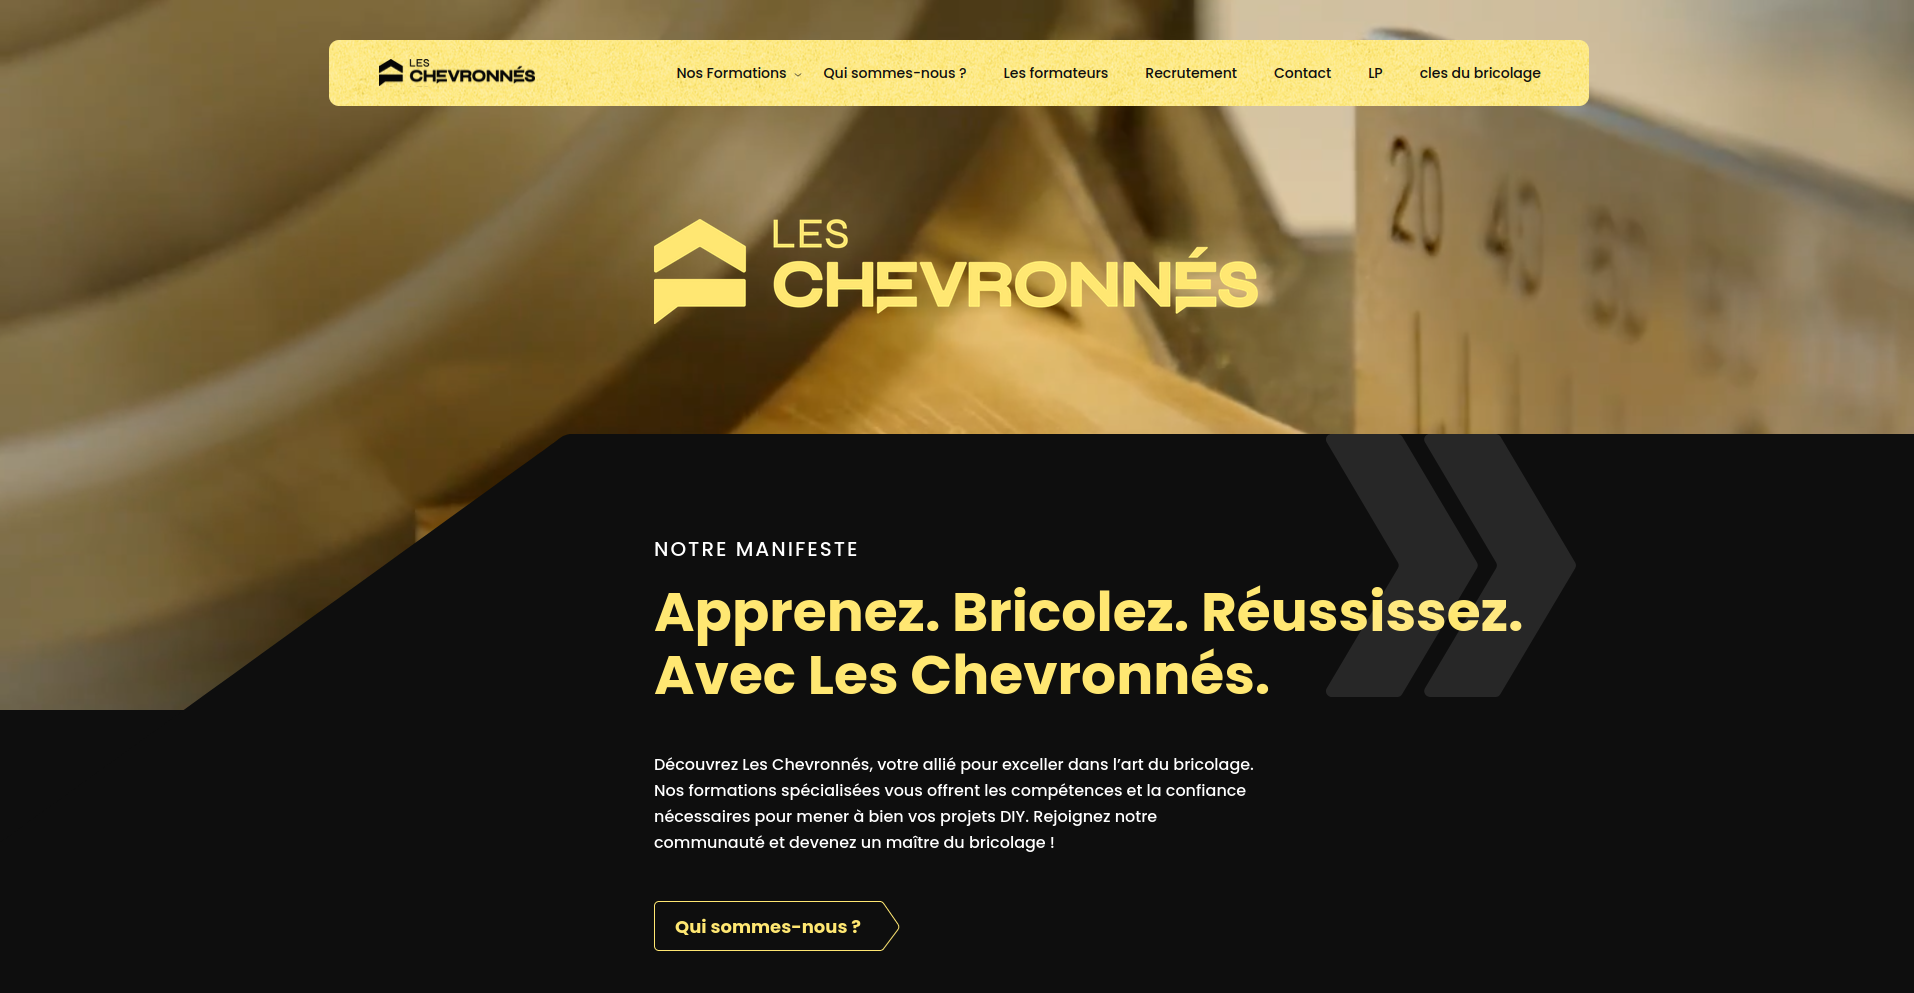 LES
CHEVRONNÉS
Nos Formations
Qui sommes-nous ?
Les formateurs
Recrutement
Contact
LP
cles du bricolage
LES
CHEVRONNÉS
20 40 60
NOTRE MANIFESTE
Apprenez. Bricolez. Réussissez.
Avec Les Chevronnés.
Découvrez Les Chevronnés, votre allié pour exceller dans l’art du bricolage.
Nos formations spécialisées vous offrent les compétences et la confiance
nécessaires pour mener à bien vos projets DIY. Rejoignez notre
communauté et devenez un maître du bricolage !
Qui sommes-nous ?